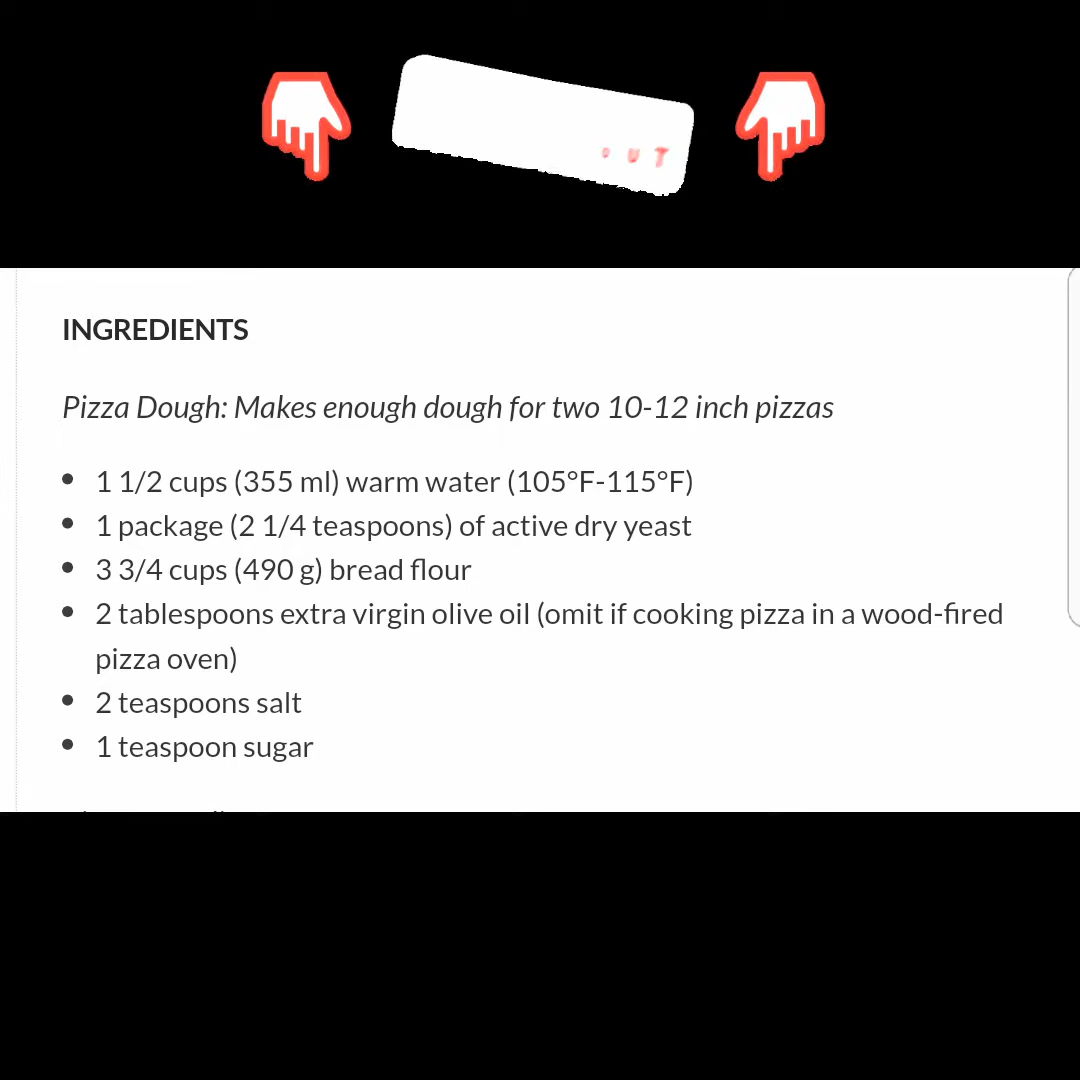 INGREDIENTS
Pizza Dough: Makes enough dough for two 10-12 inch pizzas
• 1 1/2 cups (355 ml) warm water (105°F-115°F)
• 1 package (2 1/4 teaspoons) of active dry yeast
• 3 3/4 cups (490 g) bread flour
• 2 tablespoons extra virgin olive oil (omit if cooking pizza in a wood-fired
pizza oven)
• 2 teaspoons salt
• 1 teaspoon sugar